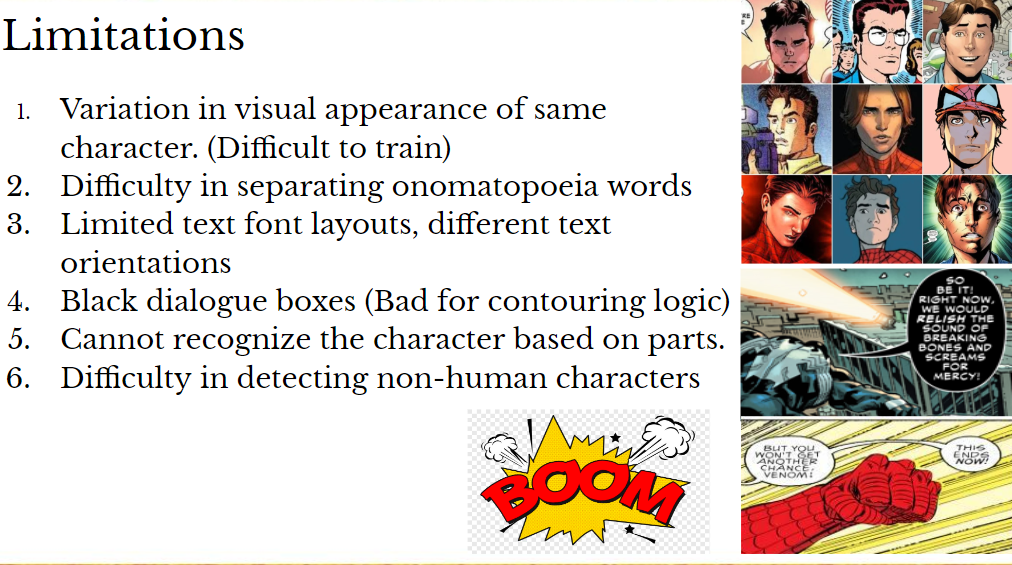 Limitations
1. Variation in visual appearance of same
character. (Difficult to train)
2. Difficulty in separating onomatopoeia words
3. Limited text font layouts, different text
orientations
4. Black dialogue boxes (Bad for contouring logic)
5. Cannot recognize the character based on parts.
6. Difficulty in detecting non-human characters
BOOM
SO
BE IT!
RIGHT NOW,
WE WOULD
RELISH THE
SOUND OF
BREAKING
BONES AND
SCREAMS
FOR
MERCY!
BUT YOU
WON'T GET
ANOTHER
CHANCE,
VENOM!
THIS
ENDS
NOW!